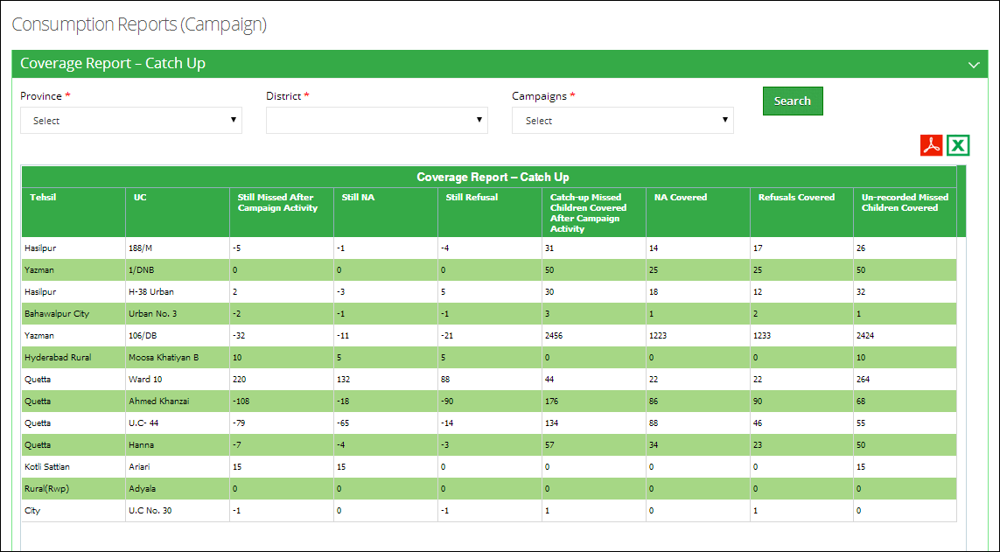 Consumption Reports (Campaign)
Coverage Report – Catch Up
Province * District * Campaigns * Search
Select Select
Coverage Report – Catch Up
Tehsil UC Still Missed After Campaign Activity Still NA Still Refusal Catch-up Missed Children Covered After Campaign Activity NA Covered Refusals Covered Un-recorded Missed Children Covered
Hasilpur 188/M -5 -1 -4 31 14 17 26
Yazman 1/DNB 0 0 0 50 25 25 50
Hasilpur H-38 Urban 2 -3 5 30 18 12 32
Bahawalpur City Urban No. 3 -2 -1 -1 3 1 2 1
Yazman 106/DB -32 -11 -21 2456 1223 1233 2424
Hyderabad Rural Moosa Khatiyan B 10 5 5 0 0 0 10
Quetta Ward 10 220 132 88 44 22 22 264
Quetta Ahmed Khanzai -108 -18 -90 176 86 90 68
Quetta U.C- 44 -79 -65 -14 134 88 46 55
Quetta Hanna -7 -4 -3 57 34 23 50
Kotli Sattian Ariari 15 15 0 0 0 0 15
Rural(Rwp) Adyala 0 0 0 0 0 0 0
City U.C No. 30 -1 0 -1 1 0 1 0